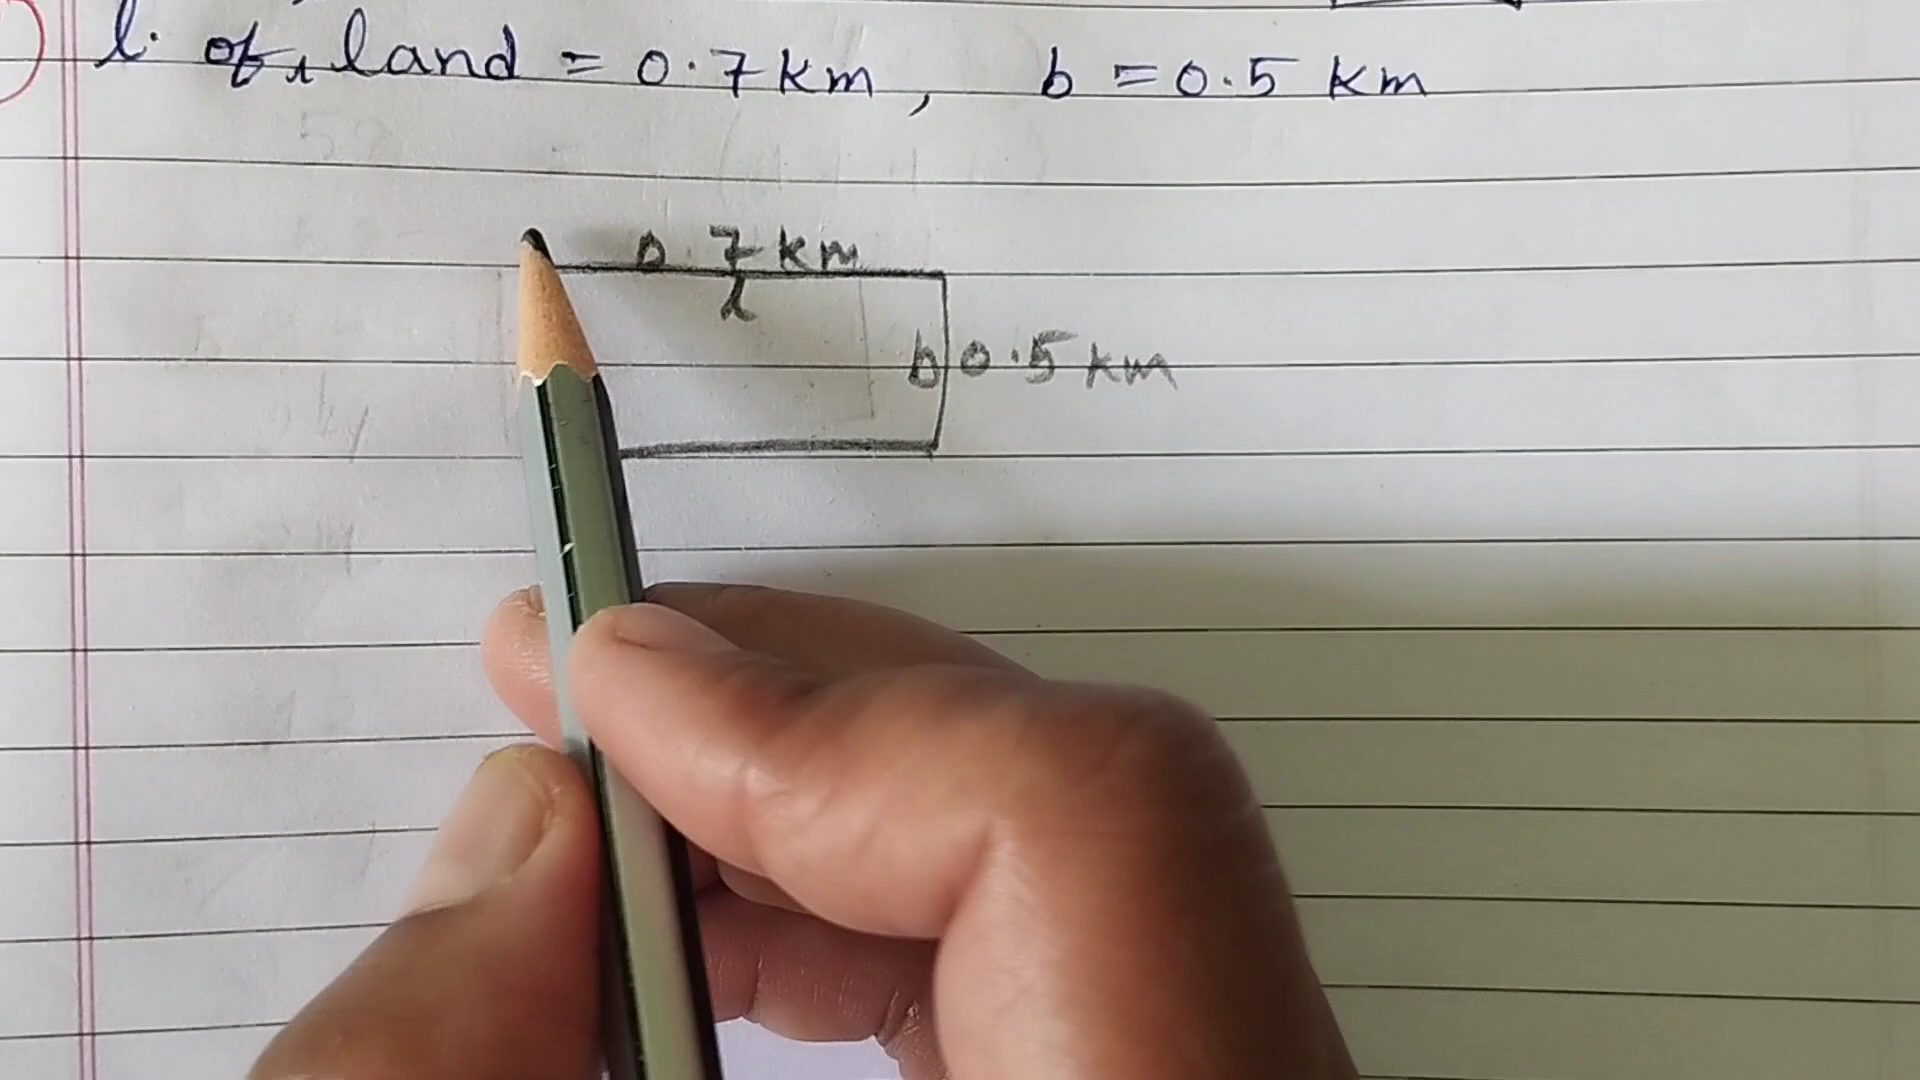 l. of land = 0.7 km, b = 0.5 km
0.7 km
l
b 0.5 km